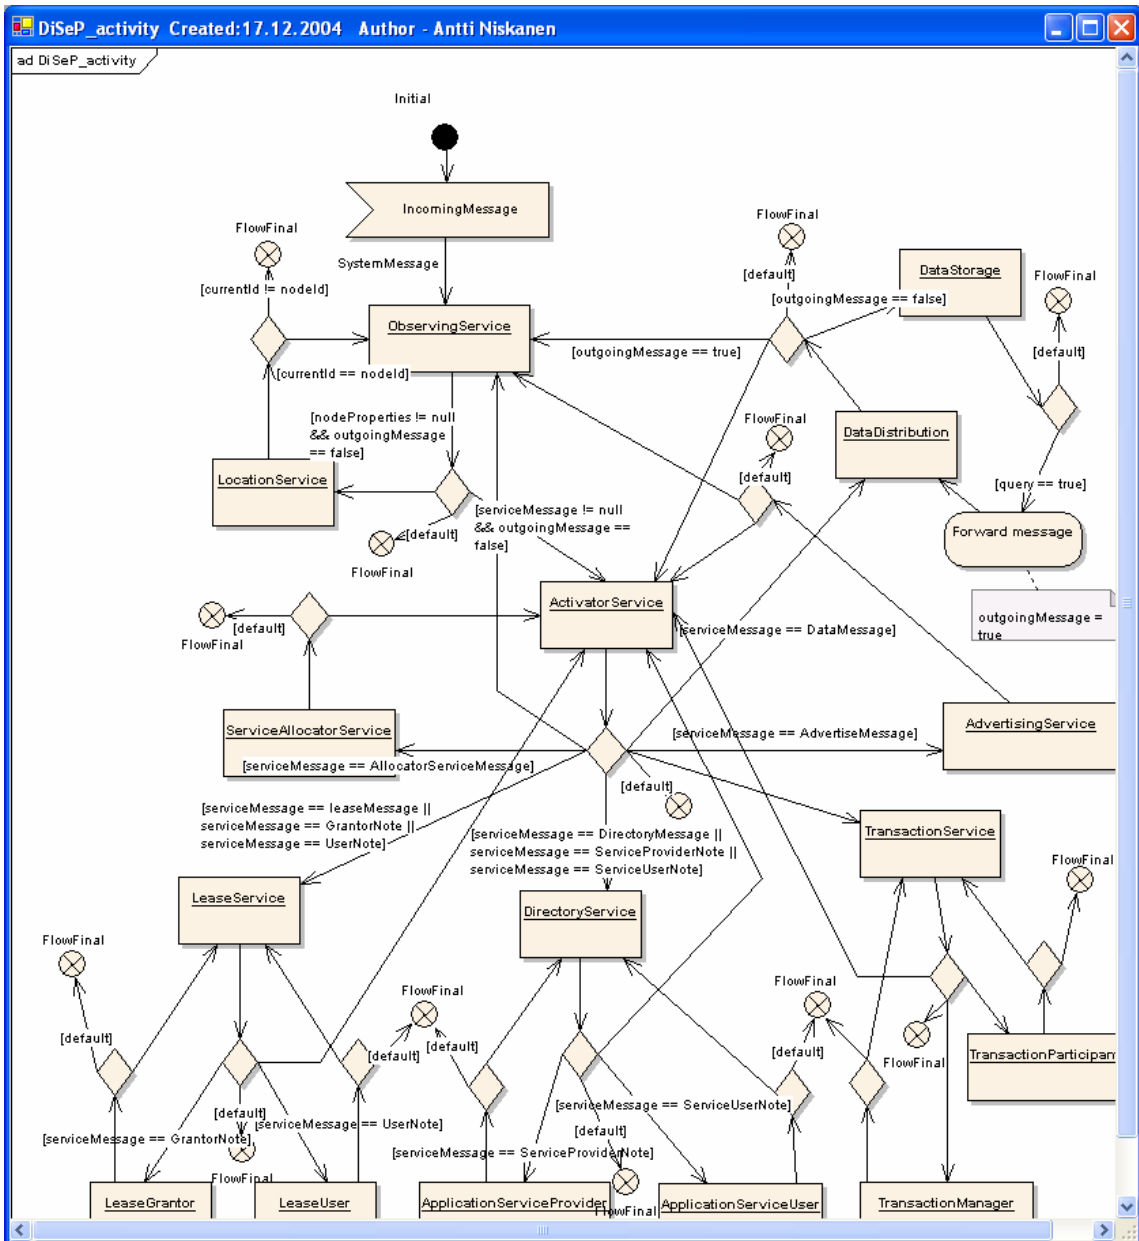 DiSeP_activity Created:17.12.2004 Author - Antti Niskanen
ad DiSeP_activity
Initial
IncomingMessage
SystemMessage
FlowFinal
[currentId != nodeId]
FlowFinal
[default]
DataStorage
FlowFinal
[outgoingMessage == false]
ObservingService
[outgoingMessage == true]
[default]
[currentId == nodeId]
[nodeProperties != null
&& outgoingMessage
== false]
FlowFinal
DataDistribution
LocationService
[default]
[query == true]
[serviceMessage != null
&& outgoingMessage ==
false]
[default]
FlowFinal
Forward message
ActivatorService
outgoingMessage =
true
[default]
FlowFinal
[serviceMessage == DataMessage]
ServiceAllocatorService
[serviceMessage == AdvertiseMessage]
AdvertisingService
[serviceMessage == AllocatorServiceMessage]
[default]
[serviceMessage == leaseMessage ||
serviceMessage == GrantorNote ||
serviceMessage == UserNote]
[serviceMessage == DirectoryMessage ||
serviceMessage == ServiceProviderNote ||
serviceMessage == ServiceUserNote]
TransactionService
FlowFinal
LeaseService
DirectoryService
FlowFinal
FlowFinal
FlowFinal
[default]
[default]
[default]
[default]
FlowFinal
TransactionParticipan
[default]
[serviceMessage == UserNote]
[serviceMessage == ServiceUserNote]
[serviceMessage == GrantorNote]
[default]
[serviceMessage == ServiceProviderNote]
FlowFinal
LeaseGrantor
LeaseUser
ApplicationServiceProvider
FlowFinal
ApplicationServiceUser
TransactionManager